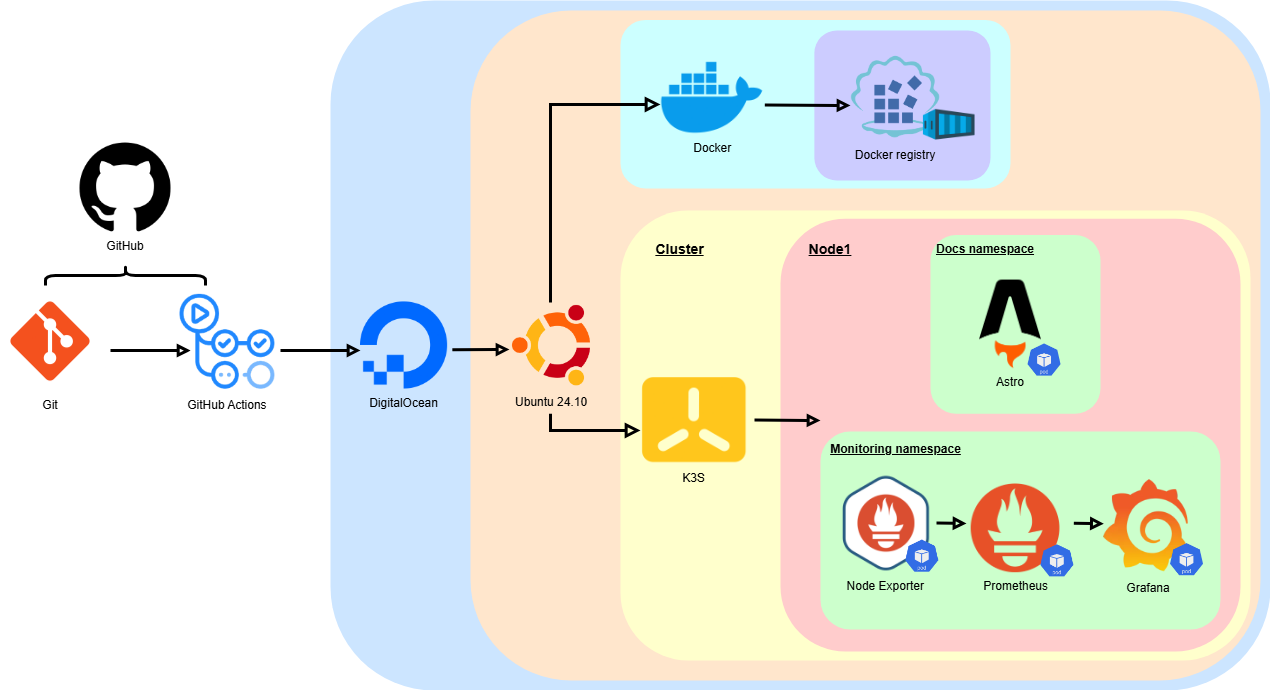 GitHub
Git
GitHub Actions
DigitalOcean
Ubuntu 24.10
Docker
Docker registry
Cluster
K3S
Node1
Docs namespace
pod
Astro
Monitoring namespace
pod
Node Exporter
pod
Prometheus
pod
Grafana